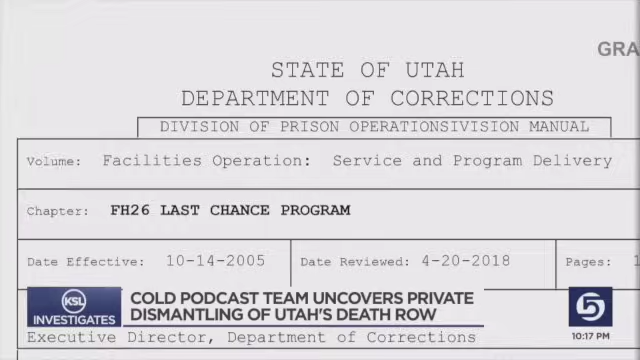 GRA
STATE OF UTAH
DEPARTMENT OF CORRECTIONS
DIVISION OF PRISON OPERATIONSIVISION MANUAL
Volume: Facilities Operation: Service and Program Delivery
Chapter: FH26 LAST CHANCE PROGRAM
Date Effective: 10-14-2005 Date Reviewed: 4-20-2018 Pages: 1
KSL
INVESTIGATES
COLD PODCAST TEAM UNCOVERS PRIVATE
DISMANTLING OF UTAH'S DEATH ROW
5
10:17 PM
Executive Director, Department of Corrections